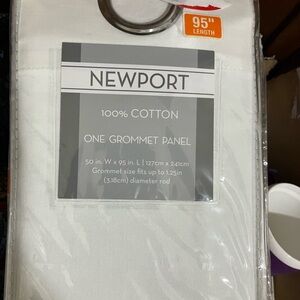 95"
LENGTH
NEWPORT
100% COTTON
ONE GROMMET PANEL
50 in. W x 95 in. L | 127cm x 241cm
Grommet size fits up to 1.25in
(3.18cm) diameter rod